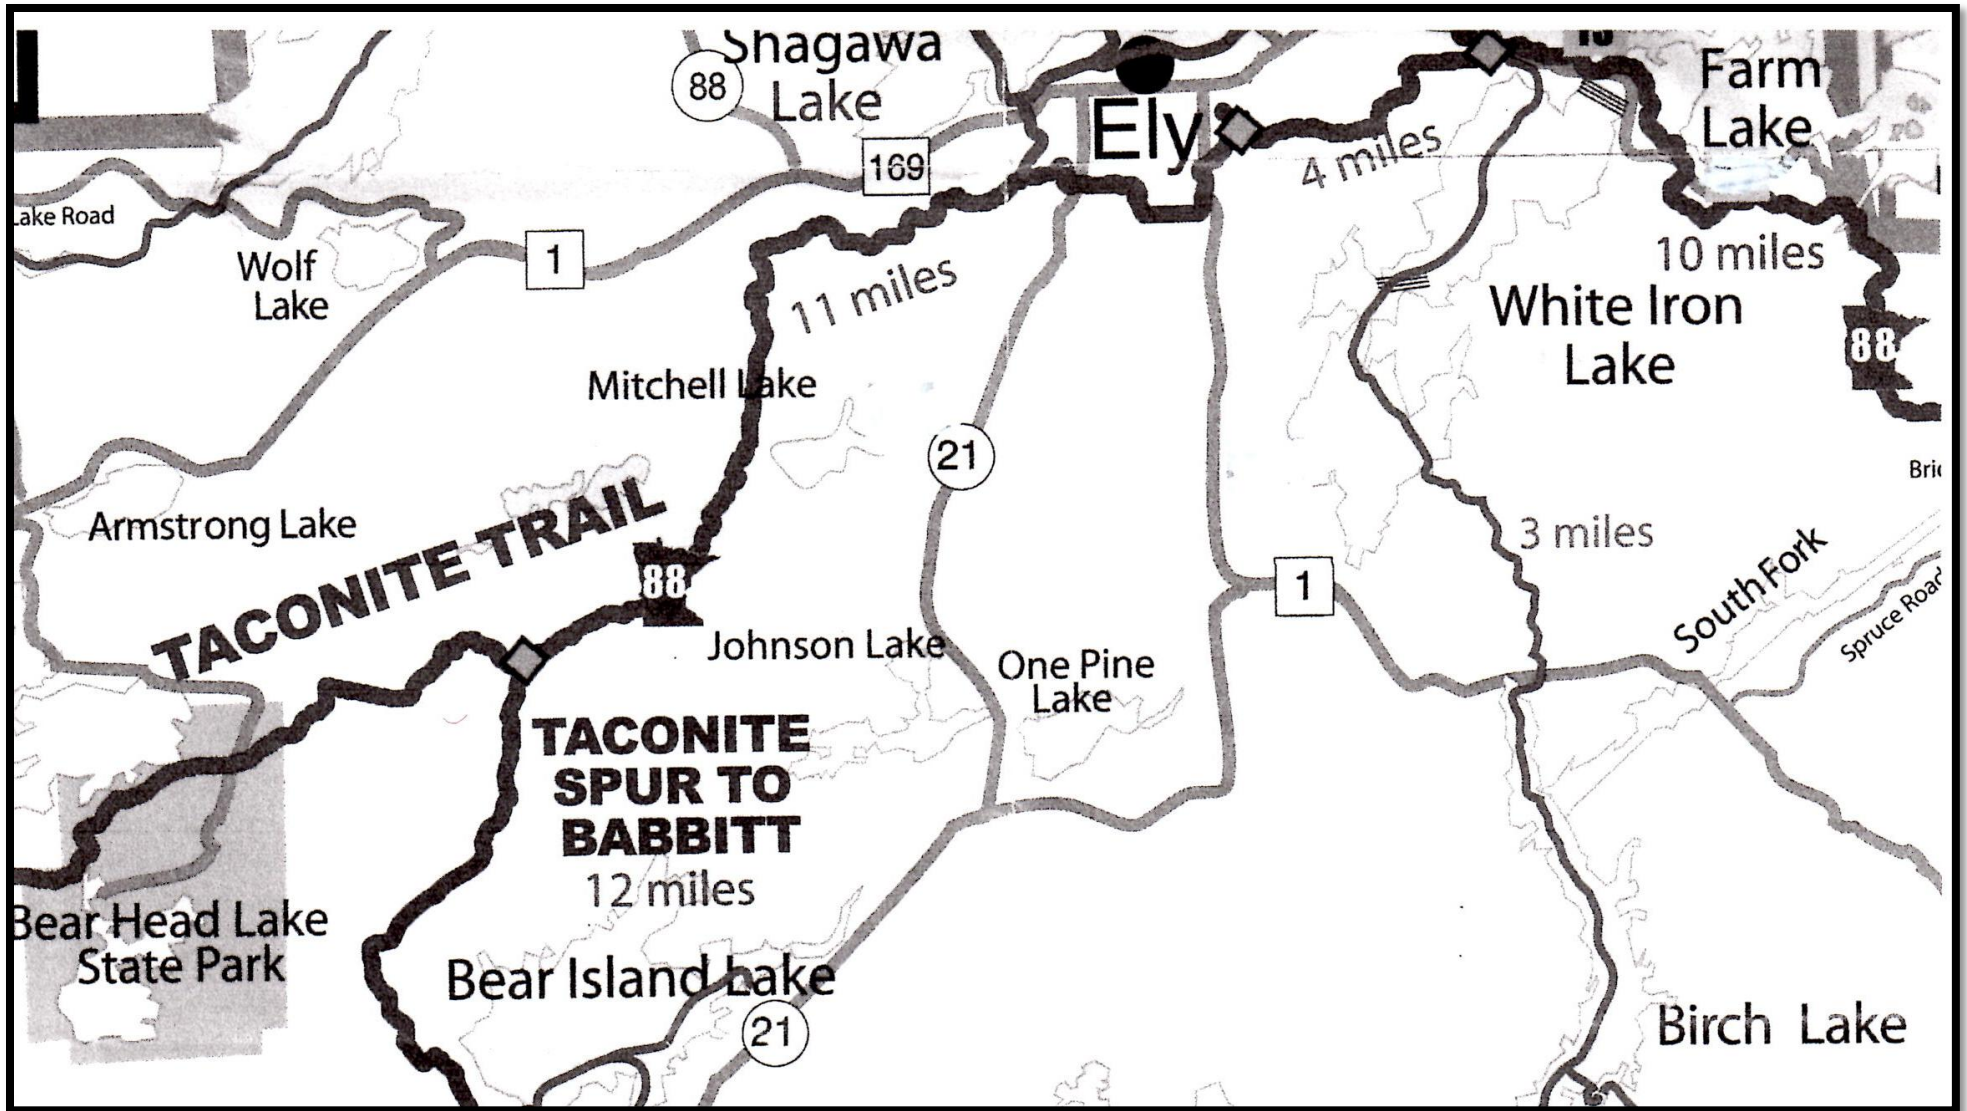 Shagawa
Lake
88
169
Ely
4 miles
Farm
Lake
10 miles
Lake Road
Wolf
Lake
1
11 miles
White Iron
Lake
88
Mitchell Lake
21
Armstrong Lake
TACONITE TRAIL
88
3 miles
1
South Fork
Spruce Road
Johnson Lake
One Pine
Lake
TACONITE
SPUR TO
BABBITT
12 miles
Bear Head Lake
State Park
Bear Island Lake
21
Birch Lake